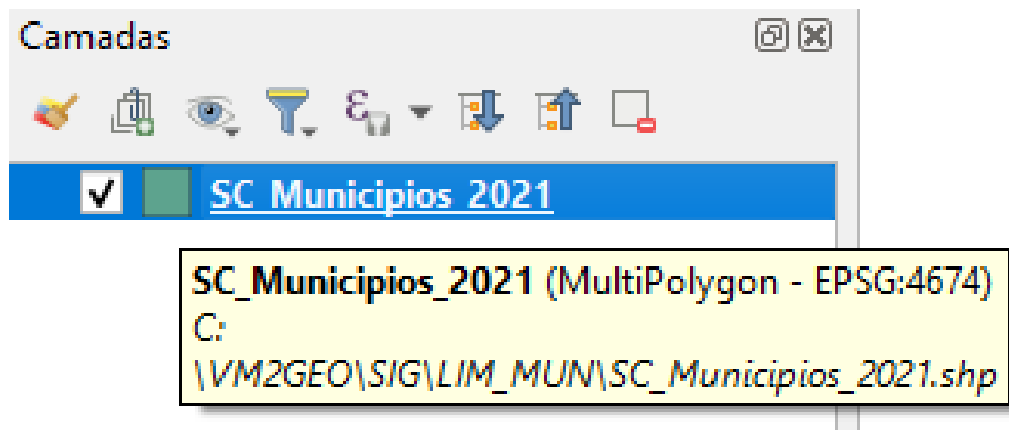 Camadas
SC_Municipios_2021
SC_Municipios_2021 (MultiPolygon - EPSG:4674)
C:
\VM2GEO\SIG\LIM_MUN\SC_Municipios_2021.shp